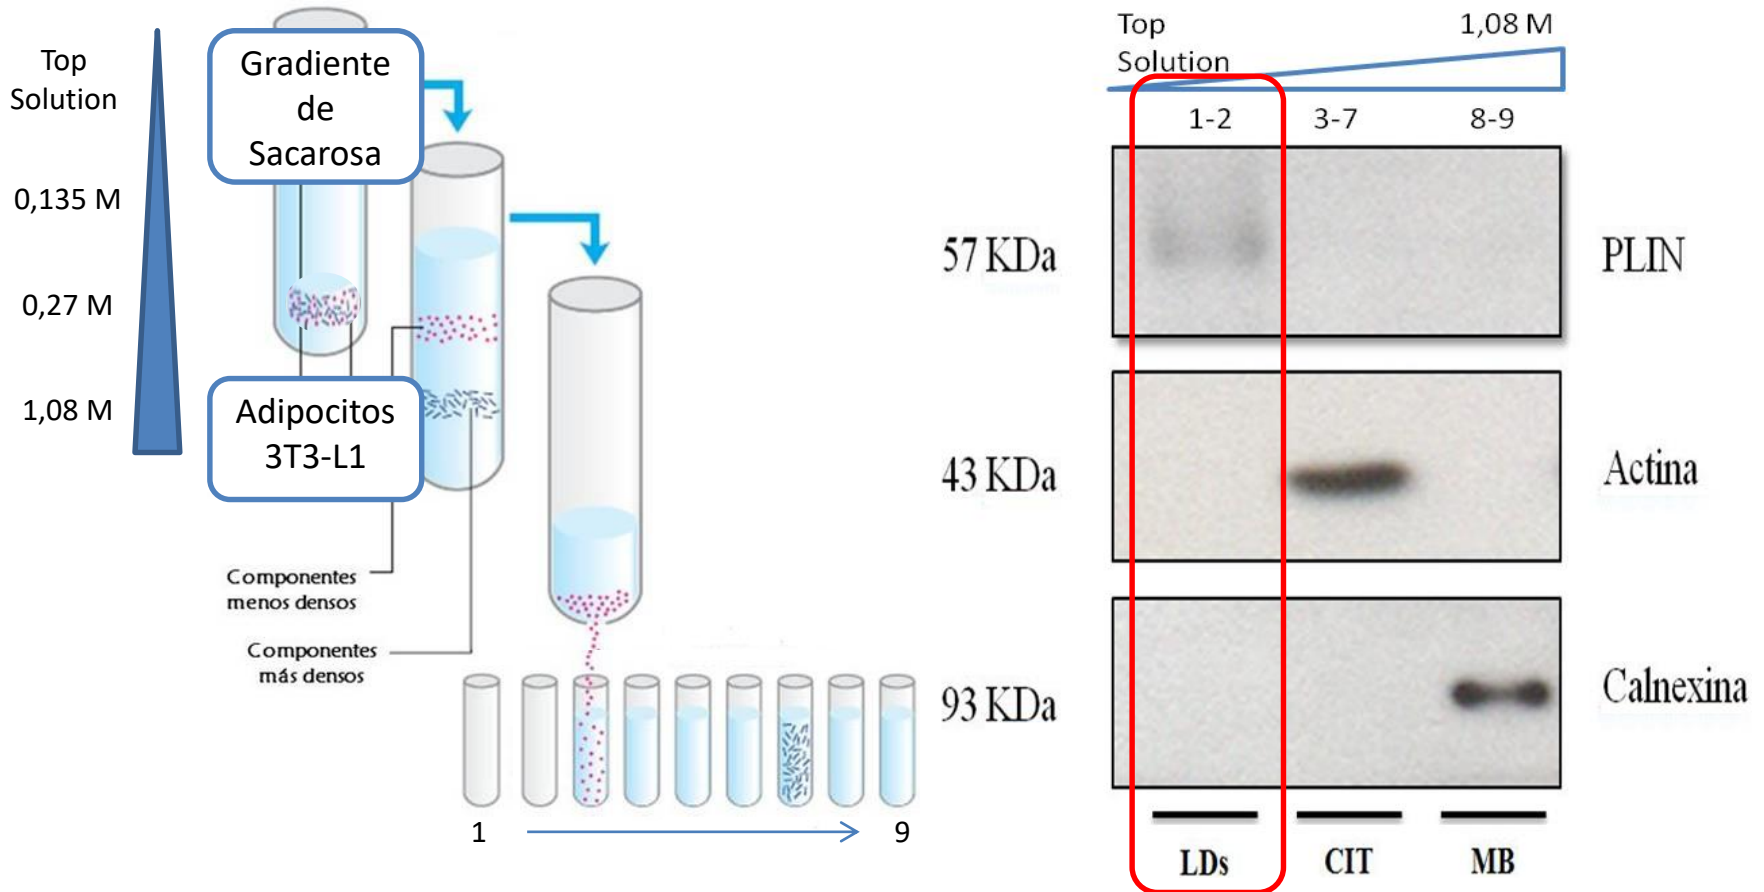 Top
Solution
0,135 M
0,27 M
1,08 M
Gradiente
de
Sacarosa
Adipocitos
3T3-L1
Componentes
menos densos
Componentes
más densos
1
9
Top
Solution
1,08 M
1-2
3-7
8-9
57 KDa
PLIN
43 KDa
Actina
93 KDa
Calnexina
LDs
CIT
MB